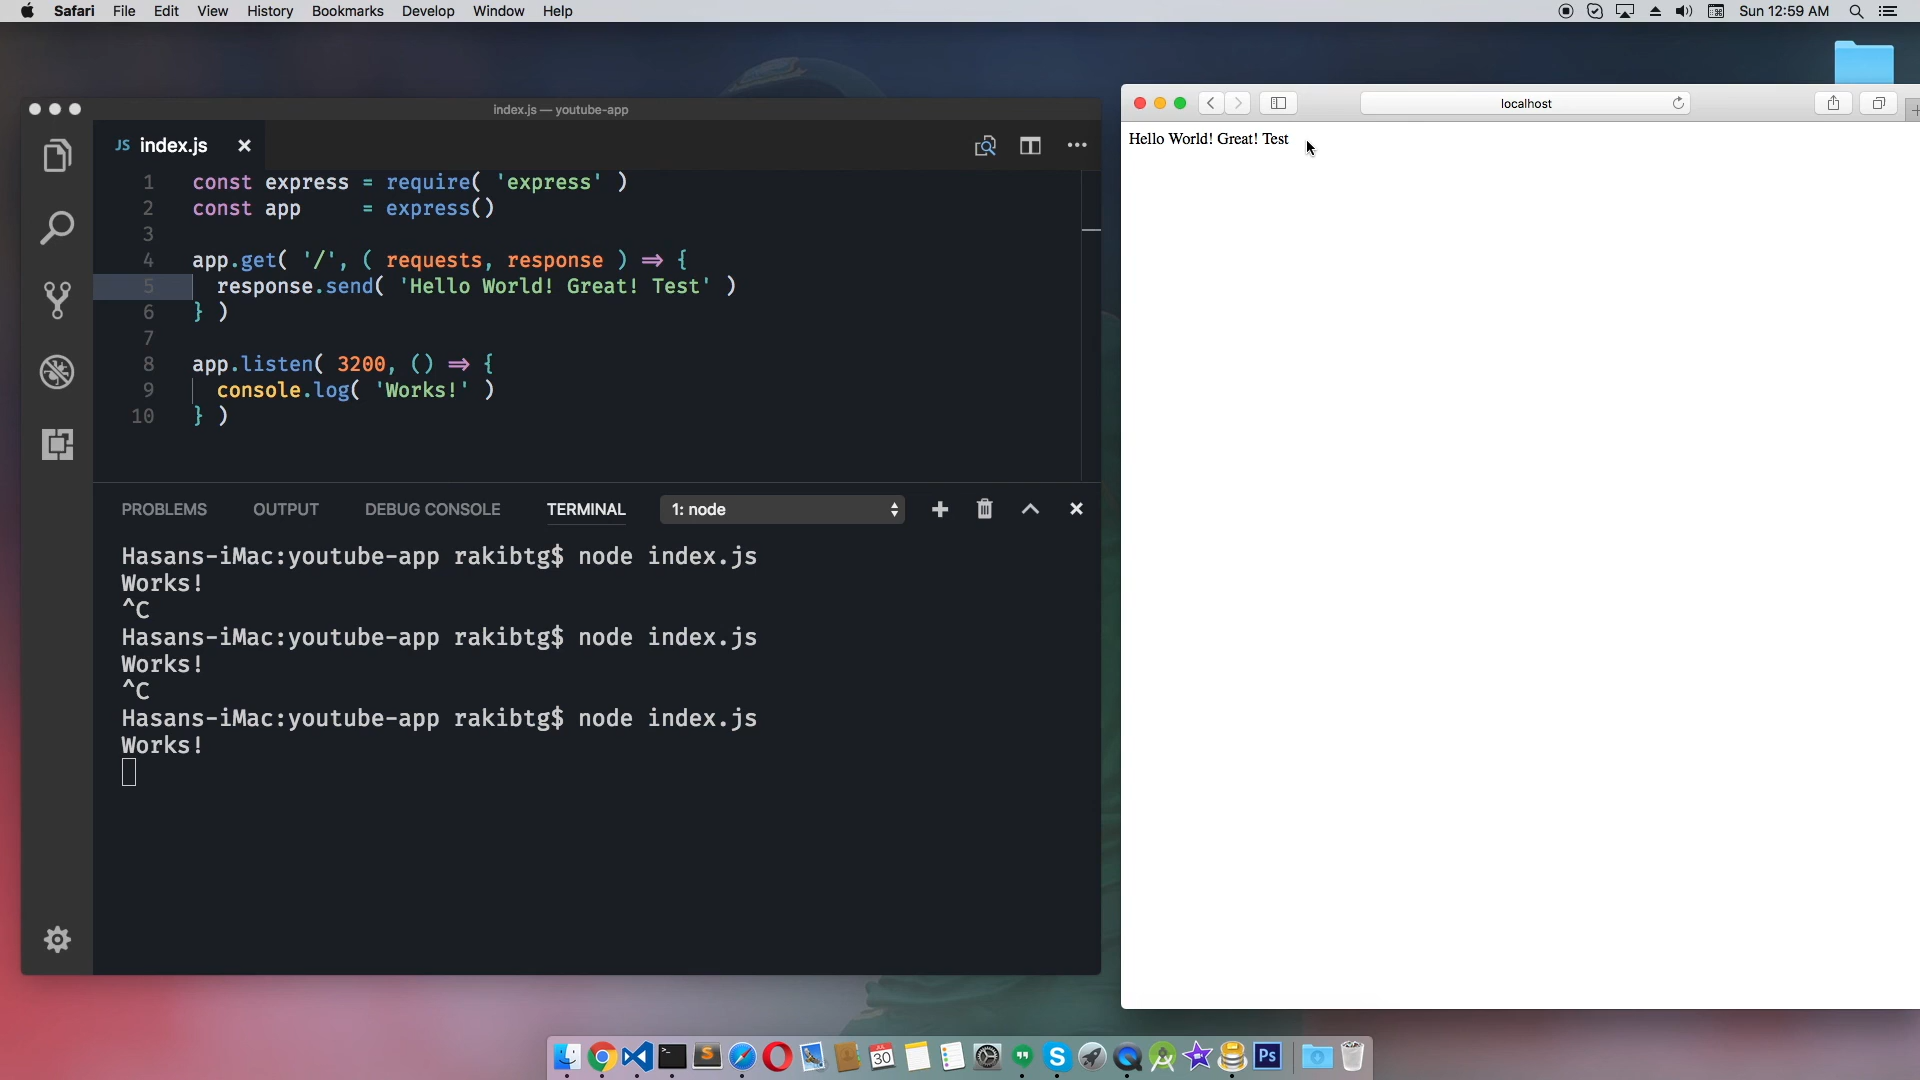 Safari File Edit View History Bookmarks Develop Window Help
Sun 12:59 AM
index.js — youtube-app
JS index.js
1 const express = require( 'express' )
2 const app = express()
3
4 app.get( '/', ( requests, response ) => {
5 response.send( 'Hello World! Great! Test' )
6 } )
7
8 app.listen( 3200, () => {
9 console.log( 'Works!' )
10 } )
PROBLEMS OUTPUT DEBUG CONSOLE TERMINAL 1: node
Hasans-iMac:youtube-app rakibtg$ node index.js
Works!
^C
Hasans-iMac:youtube-app rakibtg$ node index.js
Works!
^C
Hasans-iMac:youtube-app rakibtg$ node index.js
Works!
localhost
Hello World! Great! Test
JUL
30
S
S
Ps